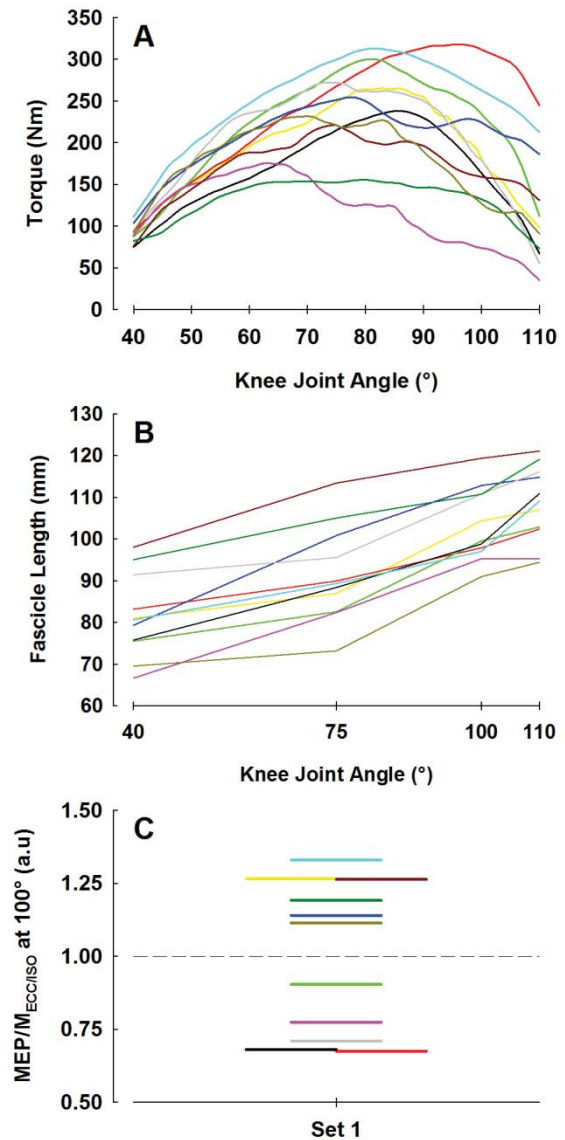 A
350
300
250
200
150
100
50
0
Torque (Nm)
40 50 60 70 80 90 100 110
Knee Joint Angle (°)
B
130
120
110
100
90
80
70
60
Fascicle Length (mm)
40 75 100 110
Knee Joint Angle (°)
C
1.50
1.25
1.00
0.75
0.50
MEP/M_ECC/ISO at 100° (a.u)
Set 1